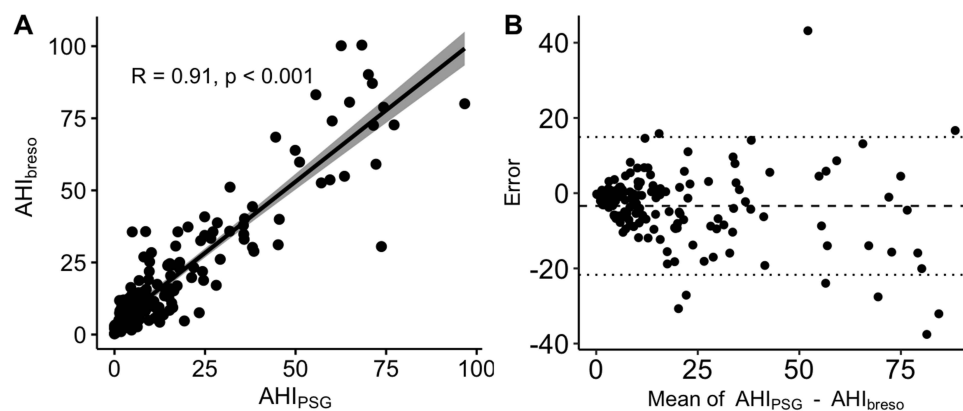 A
R = 0.91, p < 0.001
AHIbreso
100
75
50
25
0
0 25 50 75 100
AHIPSG
B
Error
40
20
0
-20
-40
0 25 50 75
Mean of AHIPSG - AHIbreso